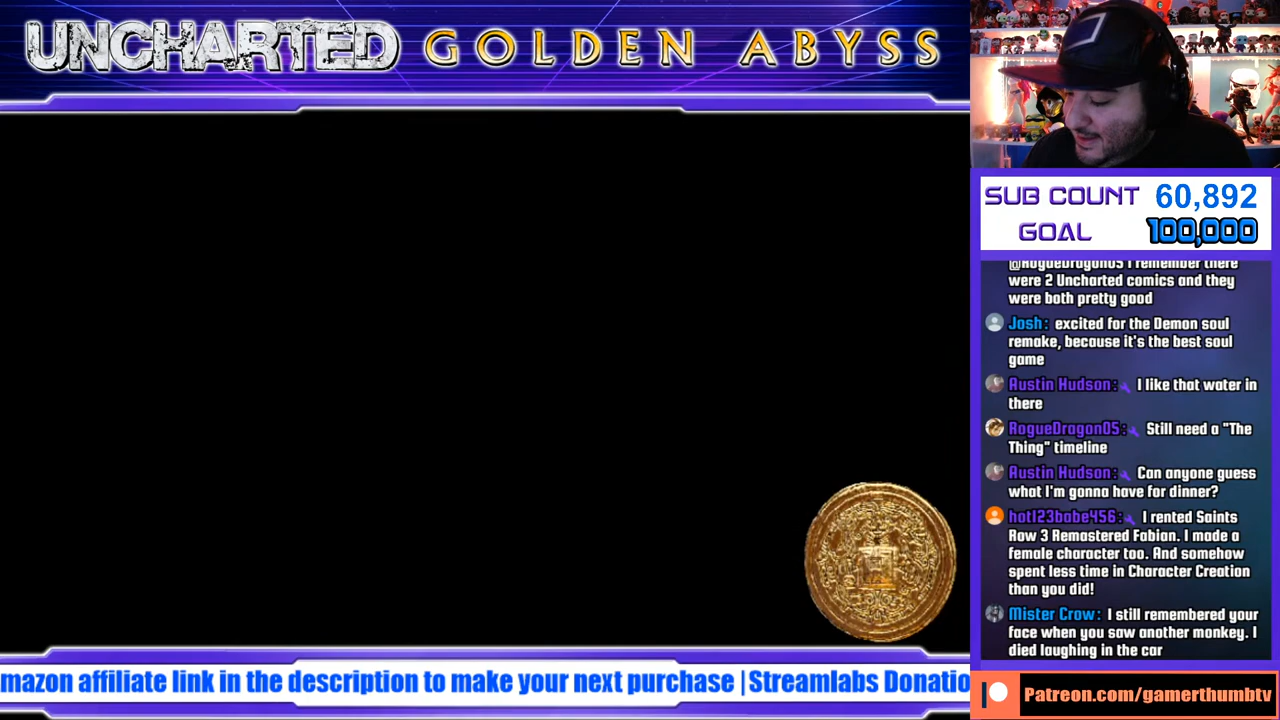 UNCHARTED GOLDEN ABYSS
SUB COUNT 60,892
GOAL 100,000
@RogueDragon05 I remember there
were 2 Uncharted comics and they
were both pretty good
Josh: excited for the Demon soul
remake, because it's the best soul
game
Austin Hudson: I like that water in
there
RogueDragon05: Still need a "The
Thing" timeline
Austin Hudson: Can anyone guess
what I'm gonna have for dinner?
hot123babe456: I rented Saints
Row 3 Remastered Fabian. I made a
female character too. And somehow
spent less time in Character Creation
than you did!
Mister Crow: I still remembered your
face when you saw another monkey. I
died laughing in the car
mazon affiliate link in the description to make your next purchase | Streamlabs Donatio
Patreon.com/gamerthumbtv